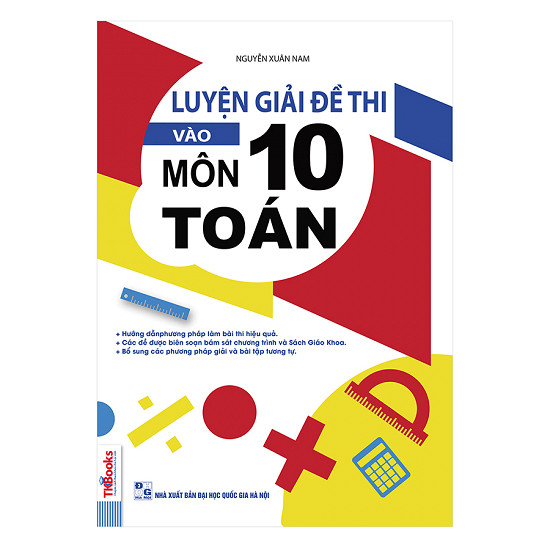 NGUYỄN XUÂN NAM
LUYỆN GIẢI ĐỀ THI
VÀO 10
MÔN
TOÁN
+ Hướng dẫnphương pháp làm bài thi hiệu quả.
+ Các đề được biên soạn bám sát chương trình và Sách Giáo Khoa.
+ Bổ sung các phương pháp giải và bài tập tương tự.
TKBooks
NHÀ XUẤT BẢN ĐẠI HỌC QUỐC GIA HÀ NỘI